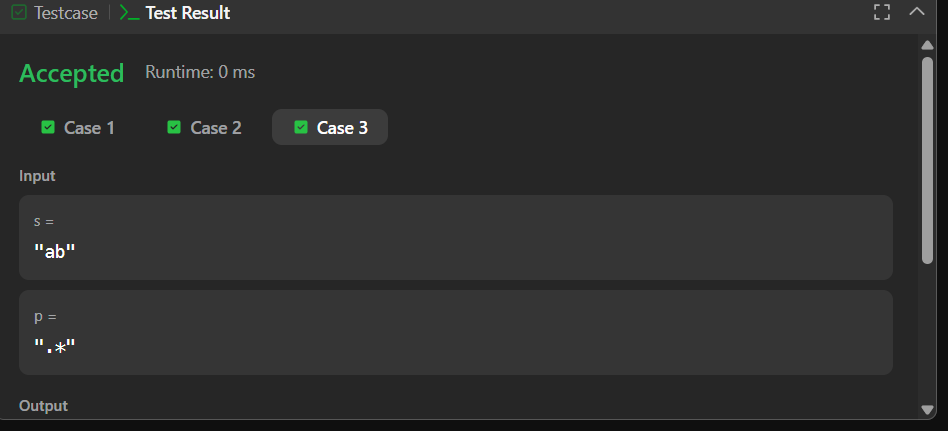 Testcase | >_ Test Result
Accepted Runtime: 0 ms
Case 1 Case 2 Case 3
Input
s =
"ab"
p =
".*"
Output